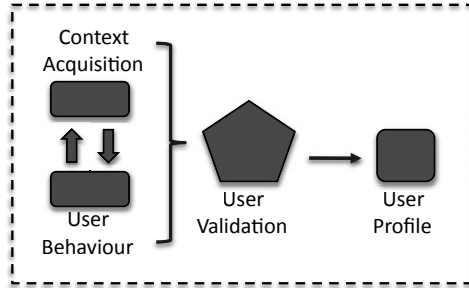 Context
Acquisition
User
Behaviour
User
Validation
User
Profile